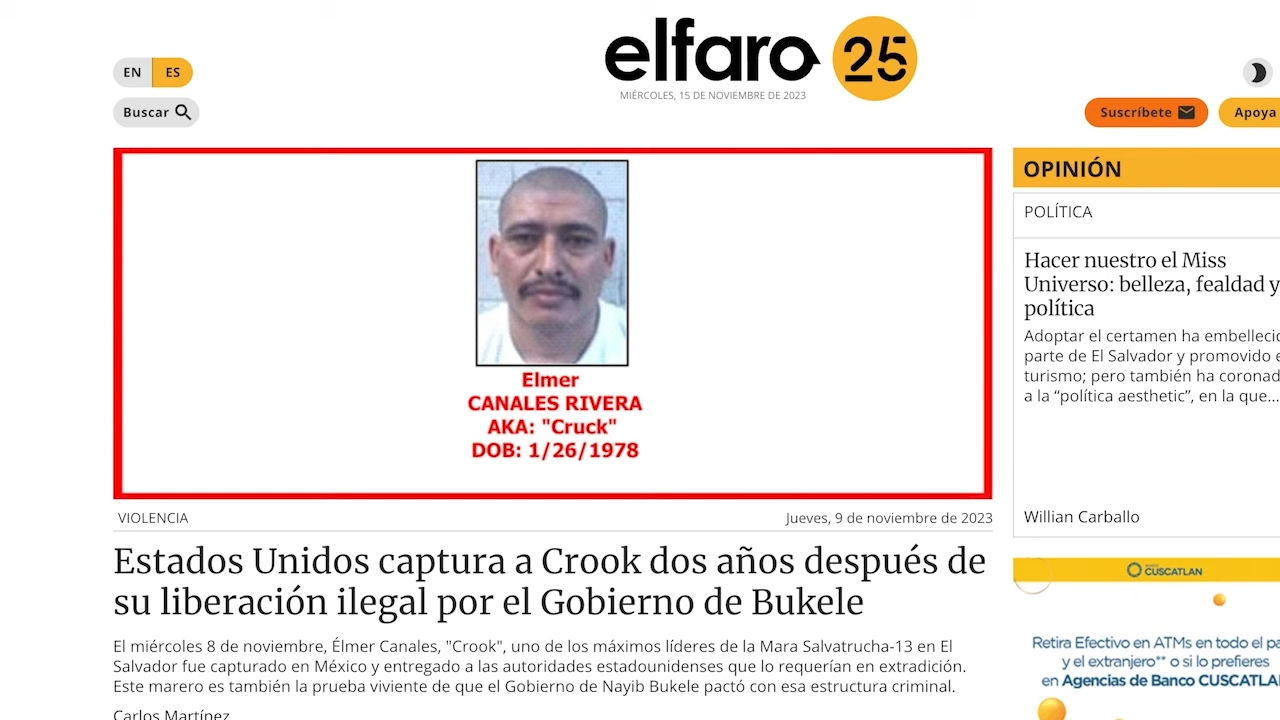 elfaro 25
MIÉRCOLES, 15 DE NOVIEMBRE DE 2023
EN ES
Buscar
Suscríbete
Apoya
Elmer
CANALES RIVERA
AKA: "Cruck"
DOB: 1/26/1978
VIOLENCIA
Jueves, 9 de noviembre de 2023
Estados Unidos captura a Crook dos años después de
su liberación ilegal por el Gobierno de Bukele
El miércoles 8 de noviembre, Élmer Canales, "Crook", uno de los máximos líderes de la Mara Salvatrucha-13 en El
Salvador fue capturado en México y entregado a las autoridades estadounidenses que lo requerían en extradición.
Este marero es también la prueba viviente de que el Gobierno de Nayib Bukele pactó con esa estructura criminal.
Carlos Martínez
OPINIÓN
POLÍTICA
Hacer nuestro el Miss
Universo: belleza, fealdad y
política
Adoptar el certamen ha embellecid
parte de El Salvador y promovido e
turismo; pero también ha coronad
a la “política aesthetic”, en la que...
Willian Carballo
BANCO
CUSCATLAN
Retira Efectivo en ATMs en todo el pa
y el extranjero** o si lo prefieres
en Agencias de Banco CUSCATLA